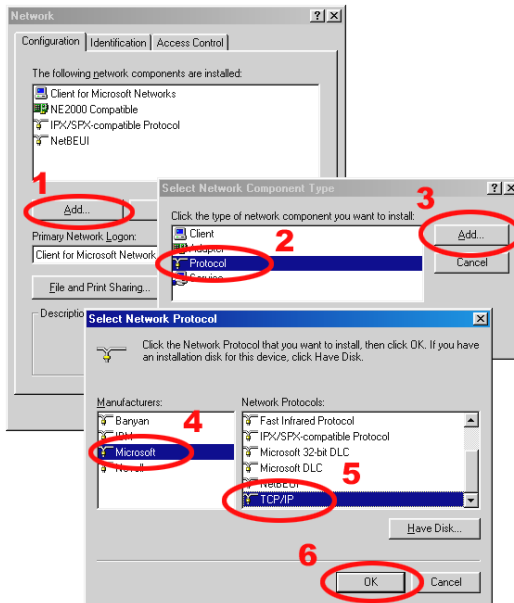 Network
Configuration Identification Access Control
The following network components are installed:
Client for Microsoft Networks
NE2000 Compatible
IPX/SPX-compatible Protocol
NetBEUI
1
Add...
Primary Network Logon:
Client for Microsoft Network
File and Print Sharing...
Select Network Component Type
3
Click the type of network component you want to install:
Client
2
Adapter
Protocol
Service
Add...
Cancel
Select Network Protocol
Click the Network Protocol that you want to install, then click OK. If you have
an installation disk for this device, click Have Disk.
Manufacturers:
Banyan
4
IBM
Microsoft
Novell
Network Protocols:
Fast Infrared Protocol
IPX/SPX-compatible Protocol
Microsoft 32-bit DLC
Microsoft DLC
5
NetBEUI
TCP/IP
Have Disk...
6
OK
Cancel